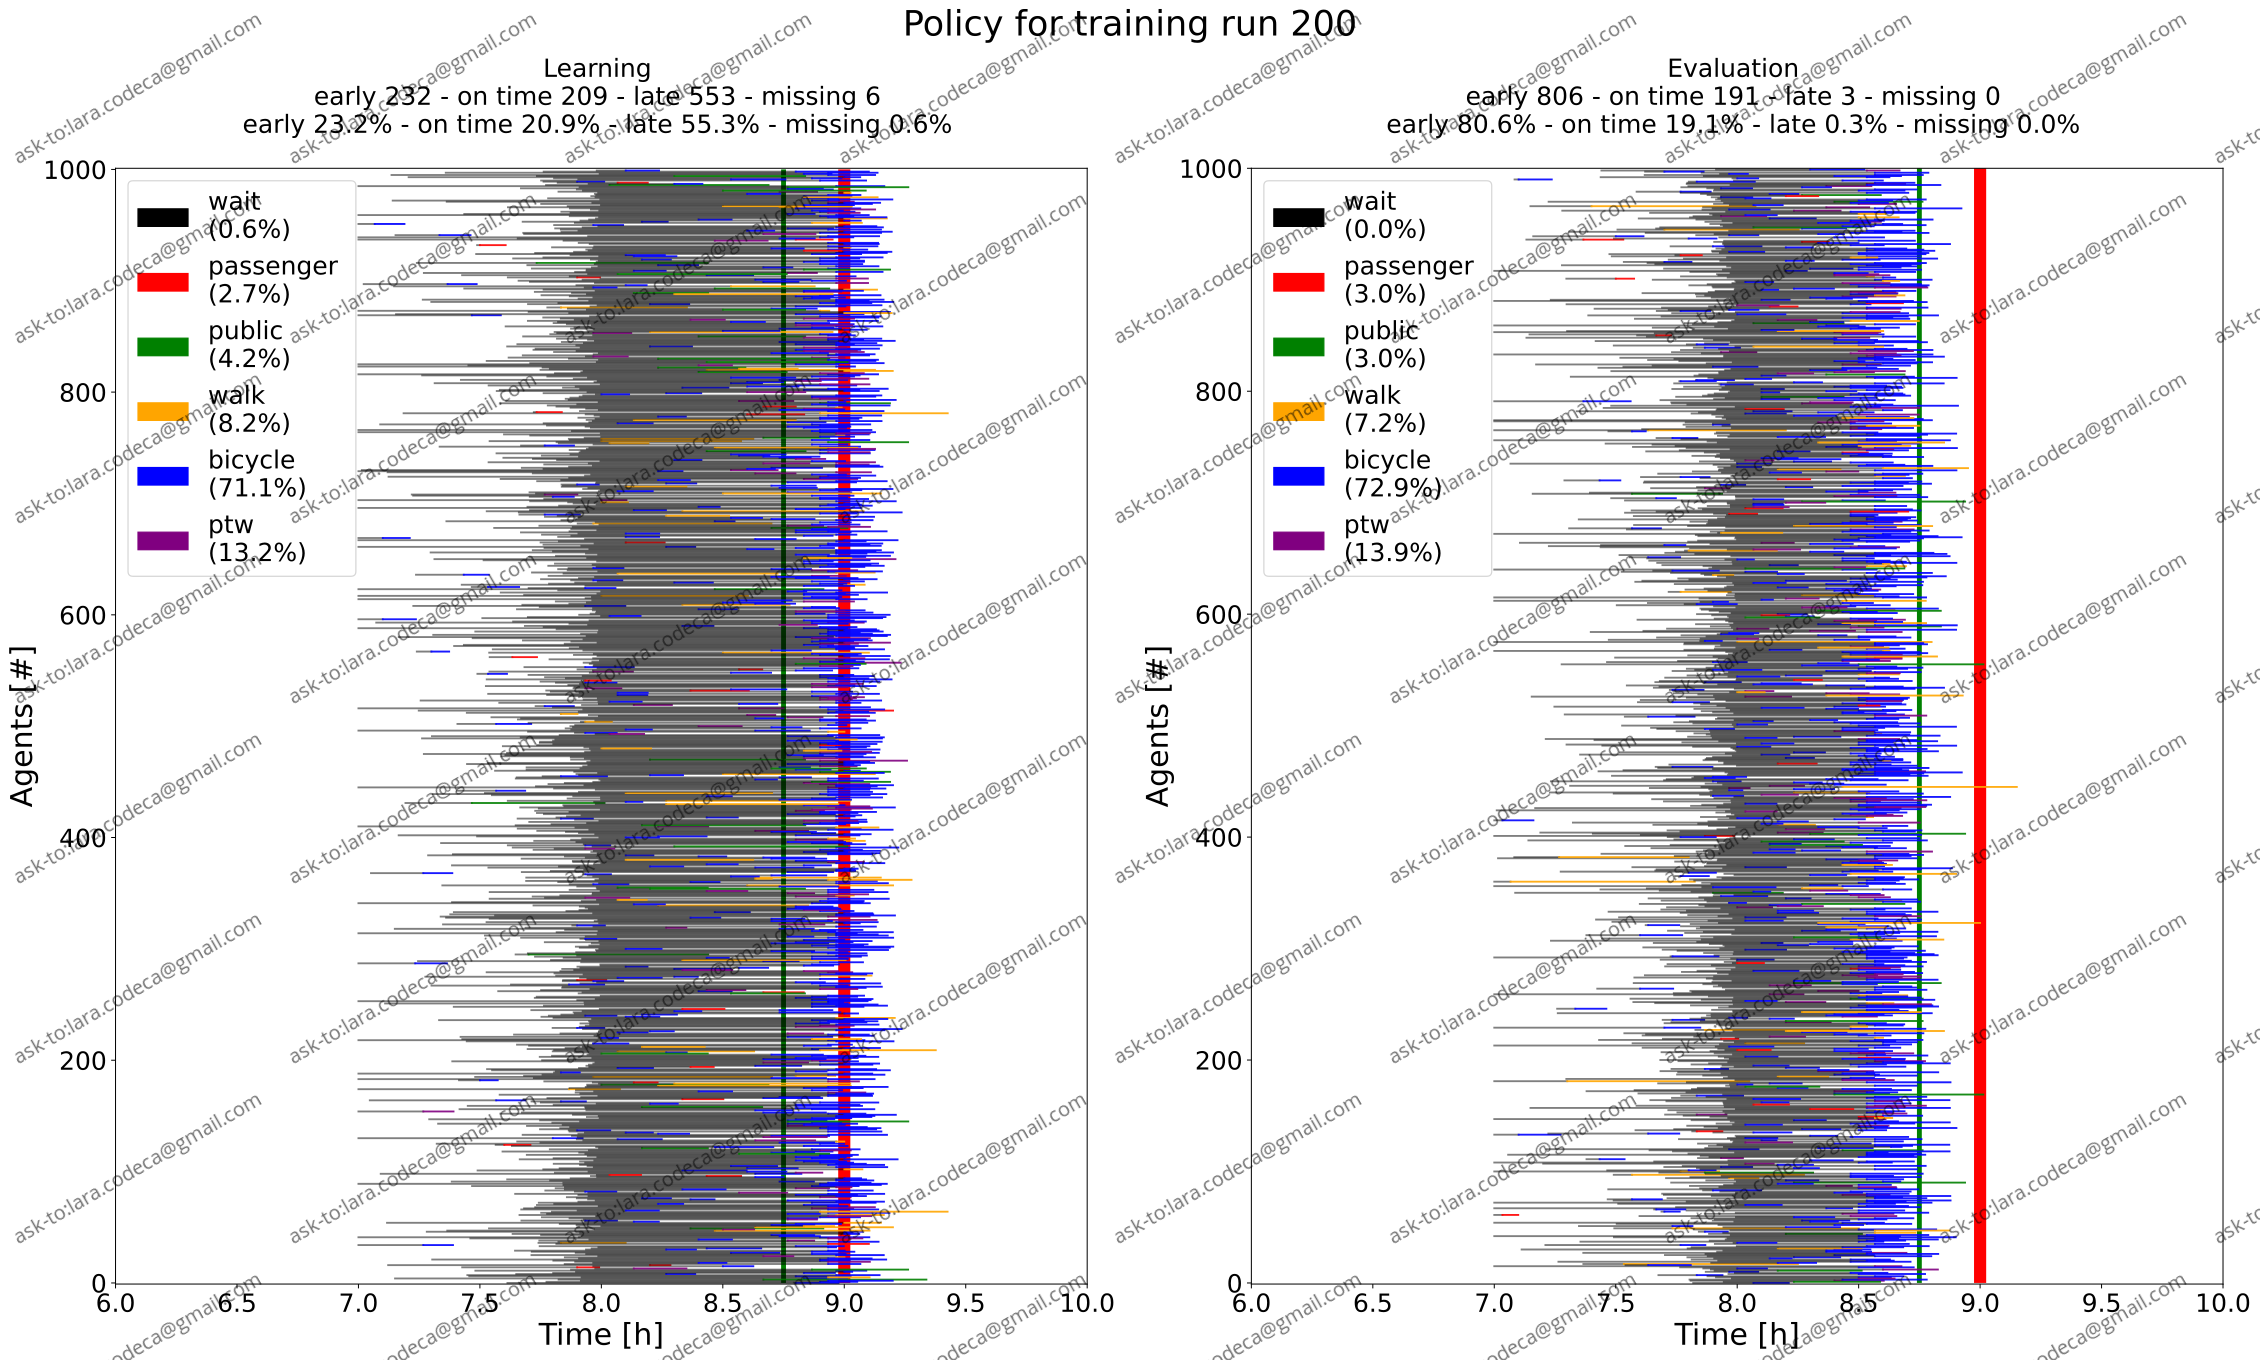 Policy for training run 200
Learning
early 232 - on time 209 - late 553 - missing 6
early 23.2% - on time 20.9% - late 55.3% - missing 0.6%
1000
800
600
400
200
0
Agents [#]
wait
(0.6%)
passenger
(2.7%)
public
(4.2%)
walk
(8.2%)
bicycle
(71.1%)
ptw
(13.2%)
6.0 6.5 7.0 7.5 8.0 8.5 9.0 9.5 10.0
Time [h]
Evaluation
early 806 - on time 191 - late 3 - missing 0
early 80.6% - on time 19.1% - late 0.3% - missing 0.0%
1000
800
600
400
200
0
Agents [#]
wait
(0.0%)
passenger
(3.0%)
public
(3.0%)
walk
(7.2%)
bicycle
(72.9%)
ptw
(13.9%)
6.0 6.5 7.0 7.5 8.0 8.5 9.0 9.5 10.0
Time [h]
ask-to:lara.codeca@gmail.com